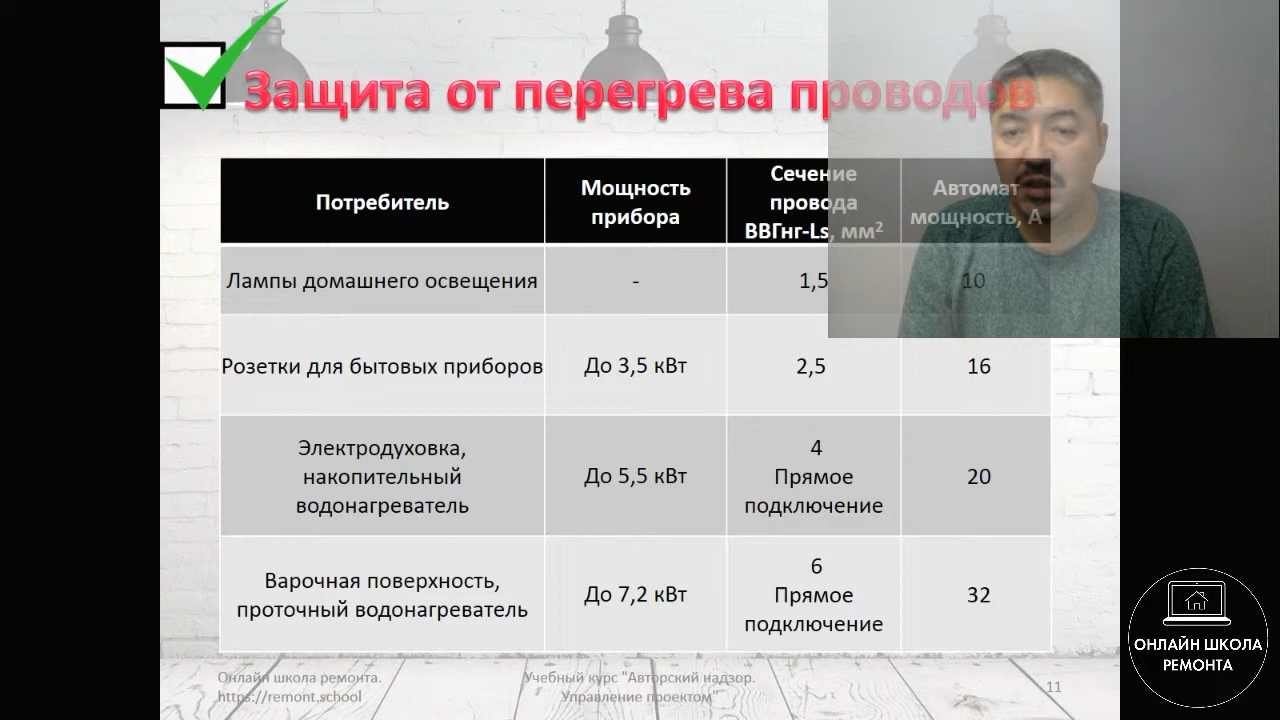 Защита от перегрева проводов
Потребитель
Мощность
прибора
Сечение
провода
ВВГнг-Ls, мм²
Автомат
мощность, А
Лампы домашнего освещения
-
1,5
10
Розетки для бытовых приборов
До 3,5 кВт
2,5
16
Электродуховка,
накопительный
водонагреватель
До 5,5 кВт
4
Прямое
подключение
20
Варочная поверхность,
проточный водонагреватель
До 7,2 кВт
6
Прямое
подключение
32
Онлайн школа ремонта.
https://remont.school
Учебный курс "Авторский надзор.
Управление проектом"
11
ОНЛАЙН ШКОЛА
РЕМОНТА